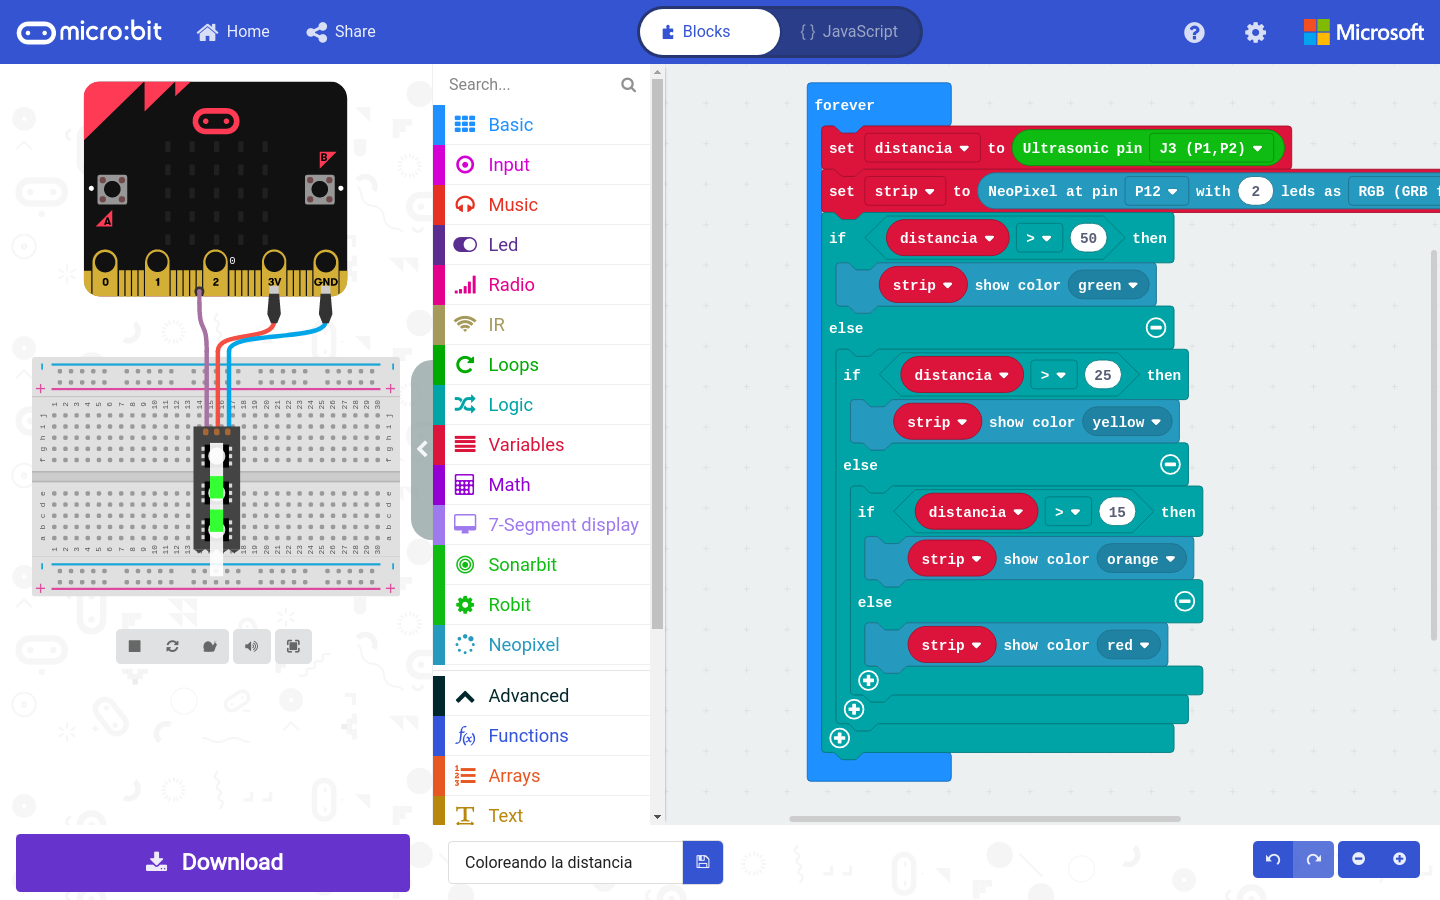 micro:bit Home Share Blocks { } JavaScript Microsoft
Search...
Basic
Input
Music
Led
Radio
IR
Loops
Logic
Variables
Math
7-Segment display
Sonarbit
Robit
Neopixel
Advanced
Functions
Arrays
Text
B
A
0
0 1 2 3V GND
forever
set distancia to Ultrasonic pin J3 (P1,P2)
set strip to NeoPixel at pin P12 with 2 leds as RGB (GRB f
if distancia > 50 then
strip show color green
else
if distancia > 25 then
strip show color yellow
else
if distancia > 15 then
strip show color orange
else
strip show color red
Download
Coloreando la distancia